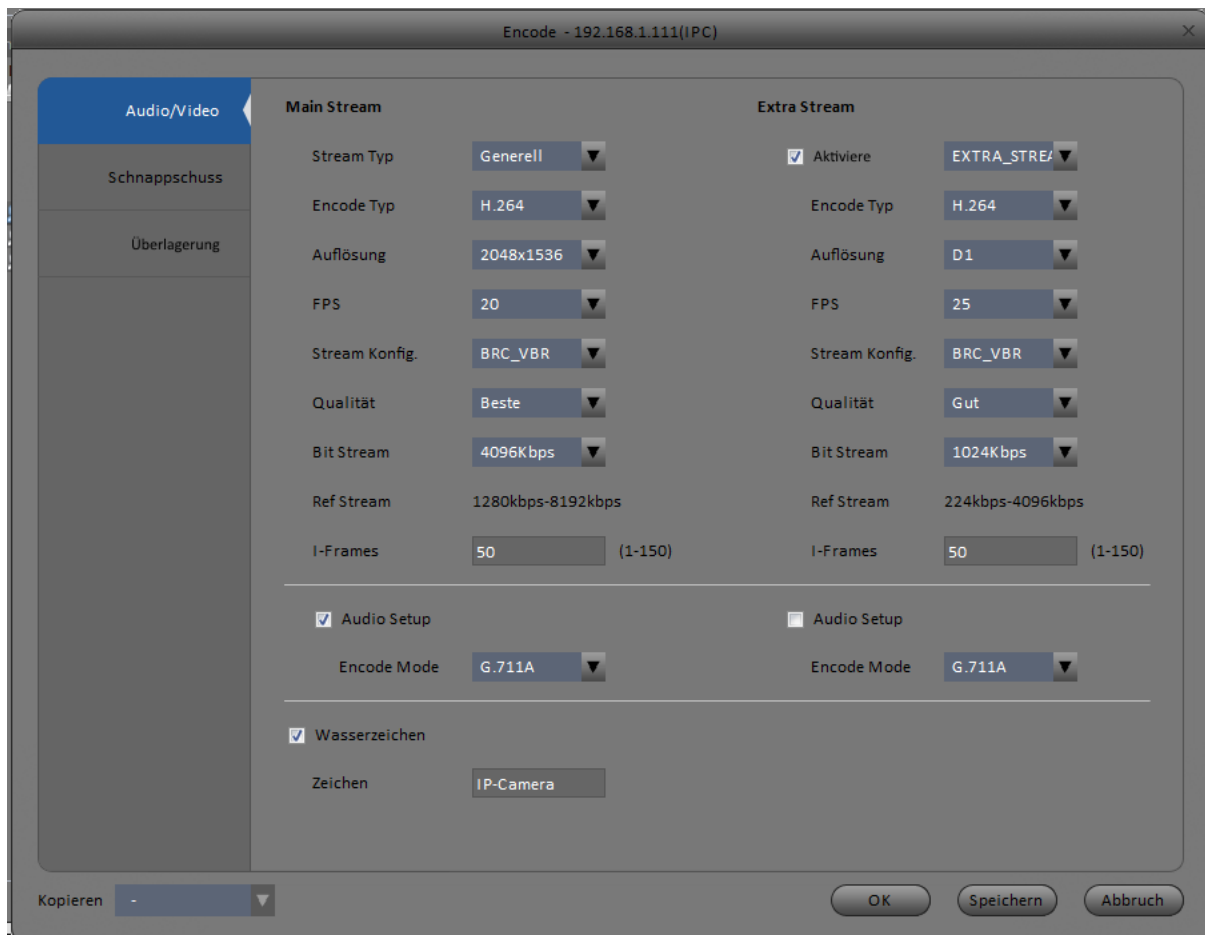 Encode - 192.168.1.111(IPC)
Audio/Video
Schnappschuss
Überlagerung
Main Stream
Stream Typ Generell
Encode Typ H.264
Auflösung 2048x1536
FPS 20
Stream Konfig. BRC_VBR
Qualität Beste
Bit Stream 4096Kbps
Ref Stream 1280kbps-8192kbps
I-Frames 50 (1-150)
Audio Setup
Encode Mode G.711A
Extra Stream
Aktiviere EXTRA_STREA
Encode Typ H.264
Auflösung D1
FPS 25
Stream Konfig. BRC_VBR
Qualität Gut
Bit Stream 1024Kbps
Ref Stream 224kbps-4096kbps
I-Frames 50 (1-150)
Audio Setup
Encode Mode G.711A
Wasserzeichen
Zeichen IP-Camera
Kopieren -
OK Speichern Abbruch